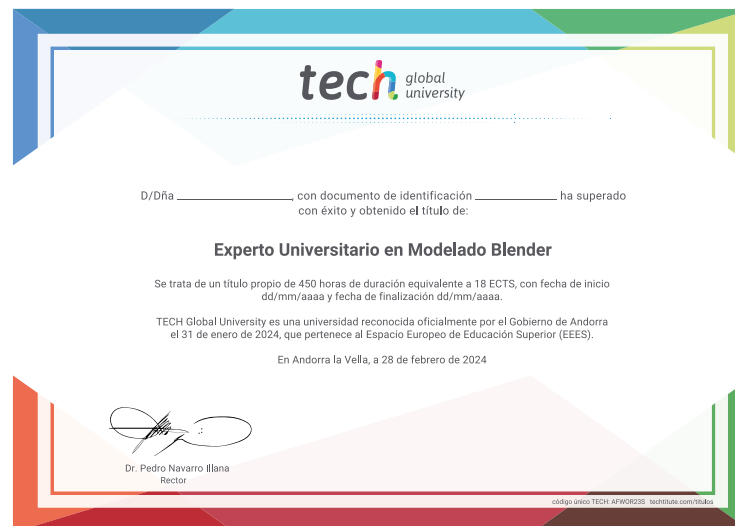 tech global
university
D/Dña ____________, con documento de identificación ____________ ha superado
con éxito y obtenido el título de:
Experto Universitario en Modelado Blender
Se trata de un título propio de 450 horas de duración equivalente a 18 ECTS, con fecha de inicio
dd/mm/aaaa y fecha de finalización dd/mm/aaaa.
TECH Global University es una universidad reconocida oficialmente por el Gobierno de Andorra
el 31 de enero de 2024, que pertenece al Espacio Europeo de Educación Superior (EEES).
En Andorra la Vella, a 28 de febrero de 2024
Dr. Pedro Navarro Illana
Rector
código único TECH: AFWOR23S techtitute.com/titulos